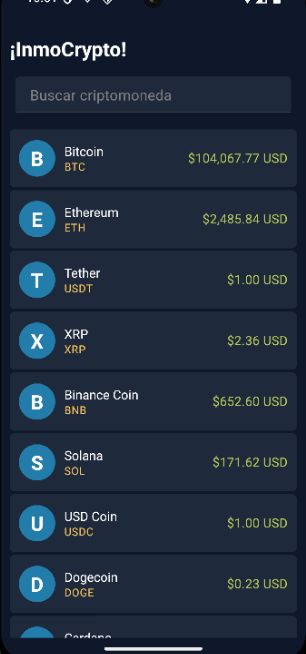 ¡InmoCrypto!
Buscar criptomoneda
B
Bitcoin
BTC
$104,067.77 USD
E
Ethereum
ETH
$2,485.84 USD
T
Tether
USDT
$1.00 USD
X
XRP
XRP
$2.36 USD
B
Binance Coin
BNB
$652.60 USD
S
Solana
SOL
$171.62 USD
U
USD Coin
USDC
$1.00 USD
D
Dogecoin
DOGE
$0.23 USD